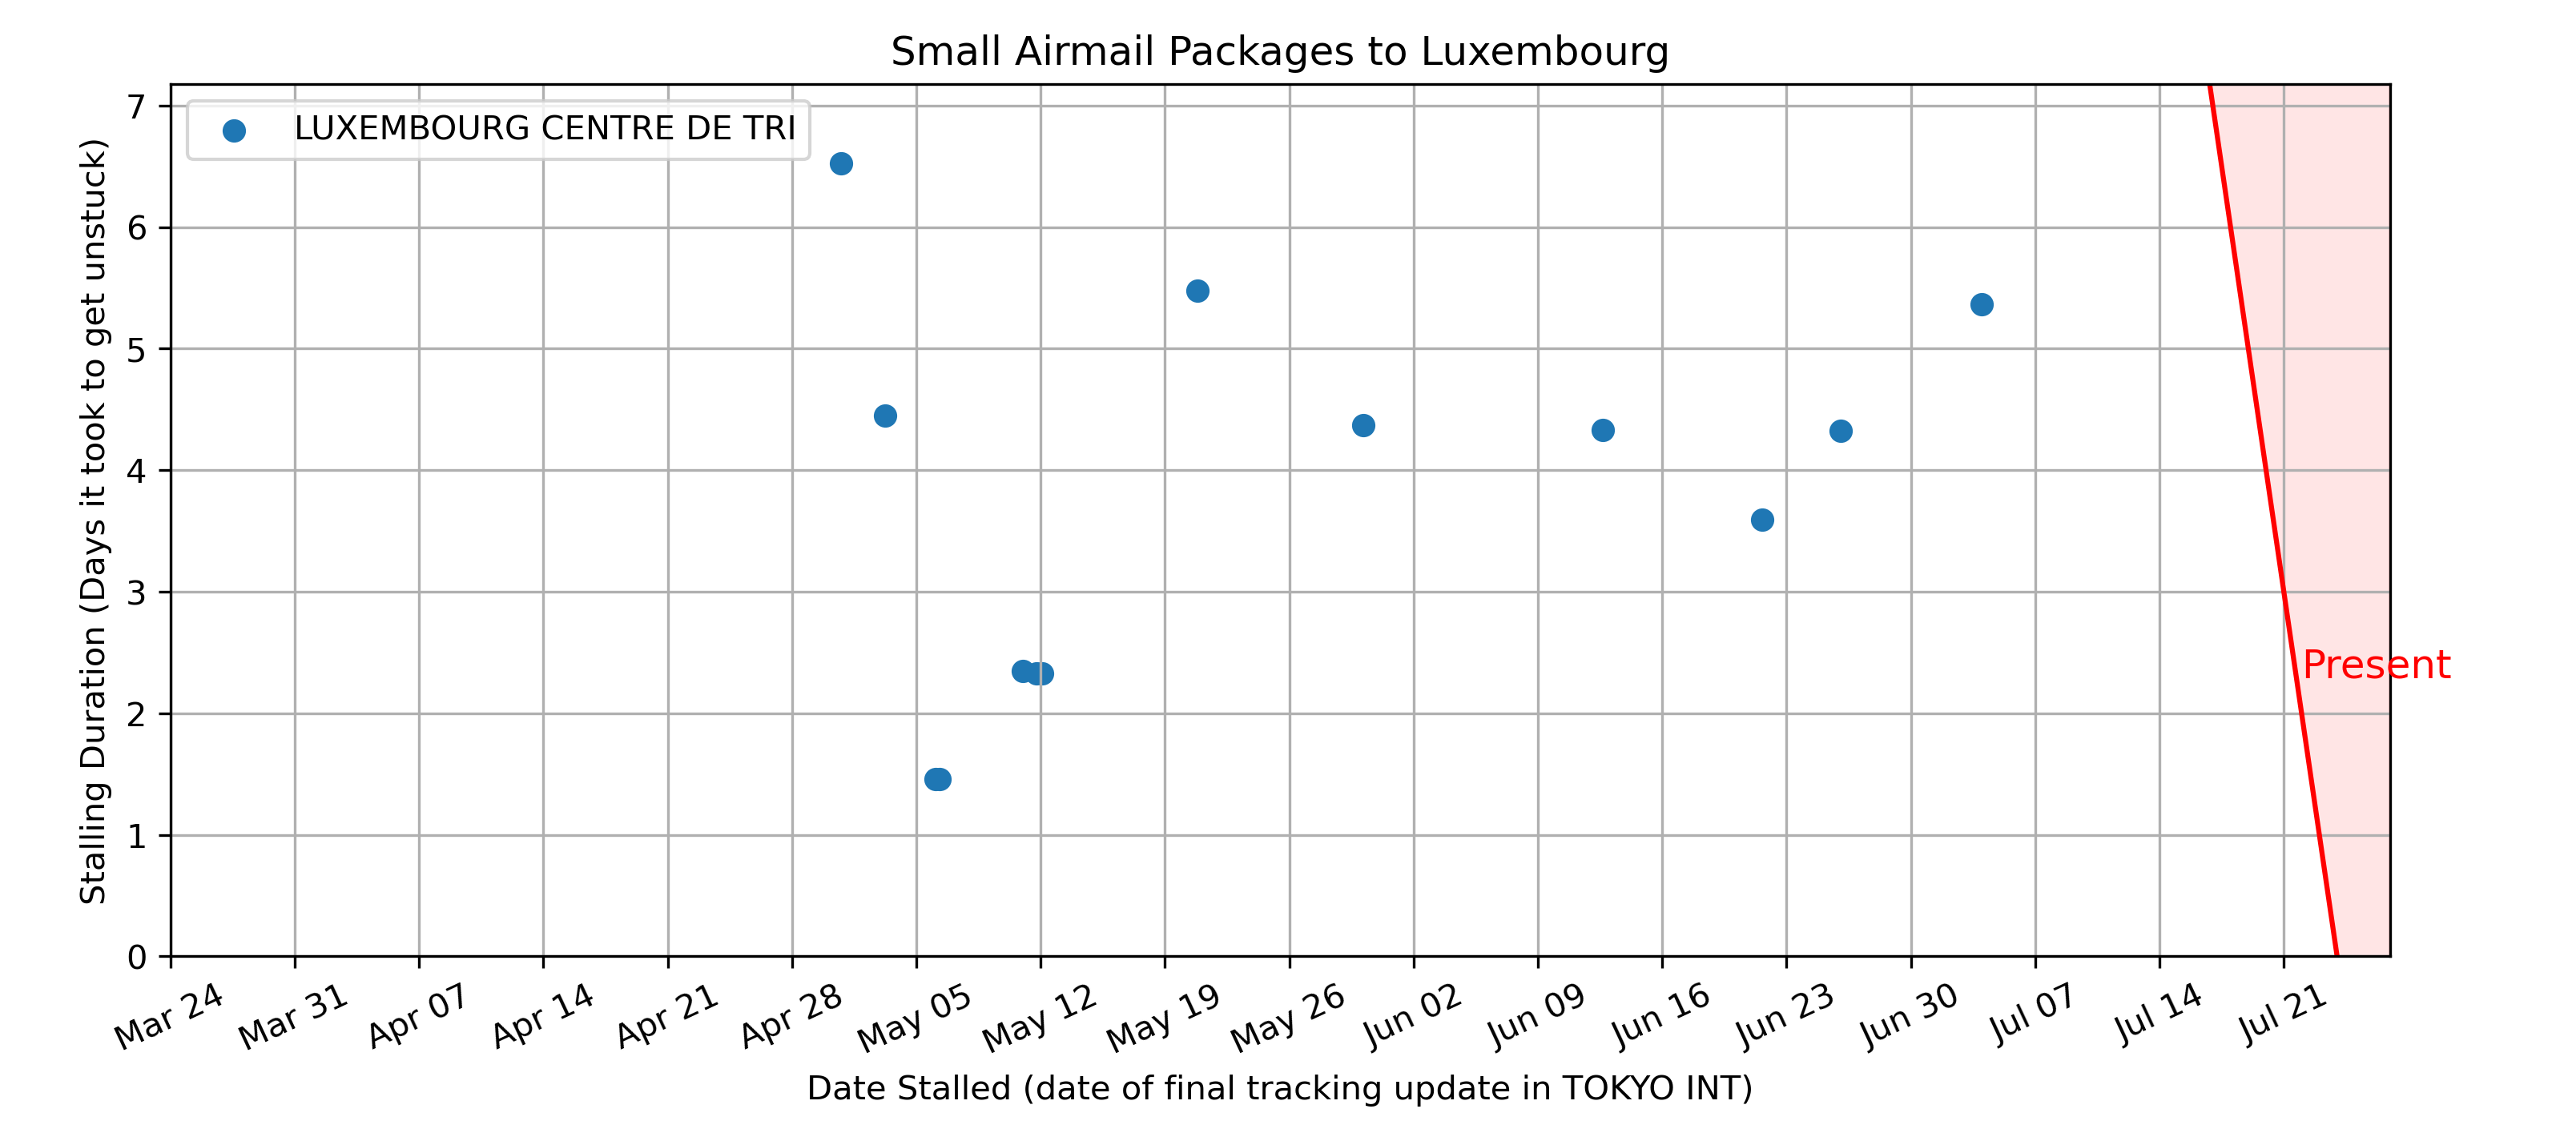 Small Airmail Packages to Luxembourg
LUXEMBOURG CENTRE DE TRI
Stalling Duration (Days it took to get unstuck)
7
6
5
4
3
2
1
0
Present
Mar 24
Mar 31
Apr 07
Apr 14
Apr 21
Apr 28
May 05
May 12
May 19
May 26
Jun 02
Jun 09
Jun 16
Jun 23
Jun 30
Jul 07
Jul 14
Jul 21
Date Stalled (date of final tracking update in TOKYO INT)